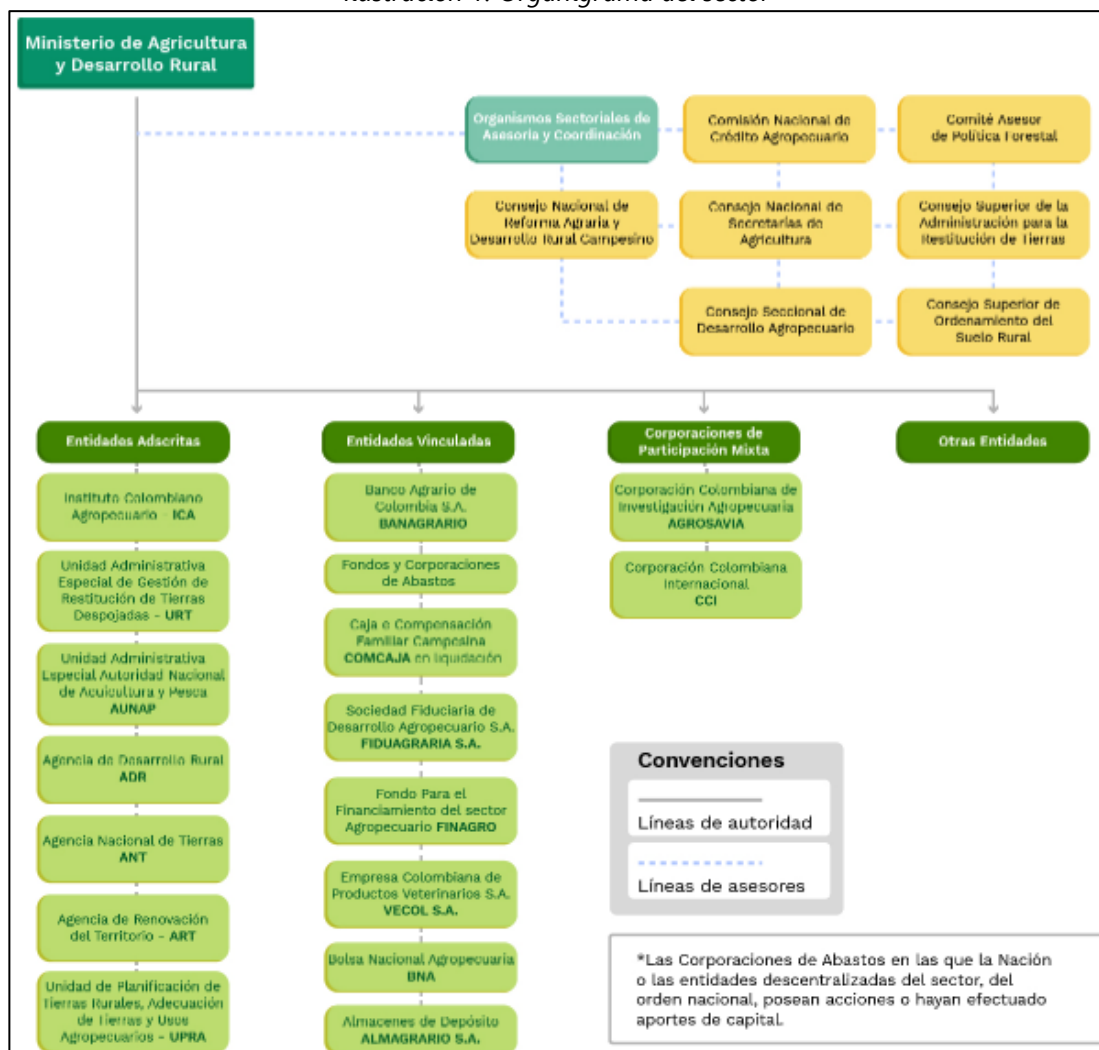 Ilustración 1. Organigrama del sector
Ministerio de Agricultura
y Desarrollo Rural
Organismos Sectoriales de
Asesoría y Coordinación
Comisión Nacional de
Crédito Agropecuario
Comité Asesor
de Política Forestal
Consejo Nacional de
Reforma Agraria y
Desarrollo Rural Campesino
Consejo Nacional de
Secretarías de
Agricultura
Consejo Superior de la
Administración para la
Restitución de Tierras
Consejo Seccional de
Desarrollo Agropecuario
Consejo Superior de
Ordenamiento del
Suelo Rural
Entidades Adscritas
Instituto Colombiano
Agropecuario - ICA
Unidad Administrativa
Especial de Gestión de
Restitución de Tierras
Despojadas - URT
Unidad Administrativa
Especial Autoridad Nacional
de Acuicultura y Pesca
AUNAP
Agencia de Desarrollo Rural
ADR
Agencia Nacional de Tierras
ANT
Agencia de Renovación
del Territorio - ART
Unidad de Planificación de
Tierras Rurales, Adecuación
de Tierras y Usos
Agropecuarios - UPRA
Entidades Vinculadas
Banco Agrario de
Colombia S.A.
BANAGRARIO
Fondos y Corporaciones
de Abastos
Caja e Compensación
Familiar Campesina
COMCAJA en liquidación
Sociedad Fiduciaria de
Desarrollo Agropecuario S.A.
FIDUAGRARIA S.A.
Fondo Para el
Financiamiento del sector
Agropecuario FINAGRO
Empresa Colombiana de
Productos Veterinarios S.A.
VECOL S.A.
Bolsa Nacional Agropecuaria
BNA
Almacenes de Depósito
ALMAGRARIO S.A.
Corporaciones de
Participación Mixta
Corporación Colombiana de
Investigación Agropecuaria
AGROSAVIA
Corporación Colombiana
Internacional
CCI
Otras Entidades
Convenciones
Líneas de autoridad
Líneas de asesores
*Las Corporaciones de Abastos en las que la Nación
o las entidades descentralizadas del sector, del
orden nacional, posean acciones o hayan efectuado
aportes de capital.